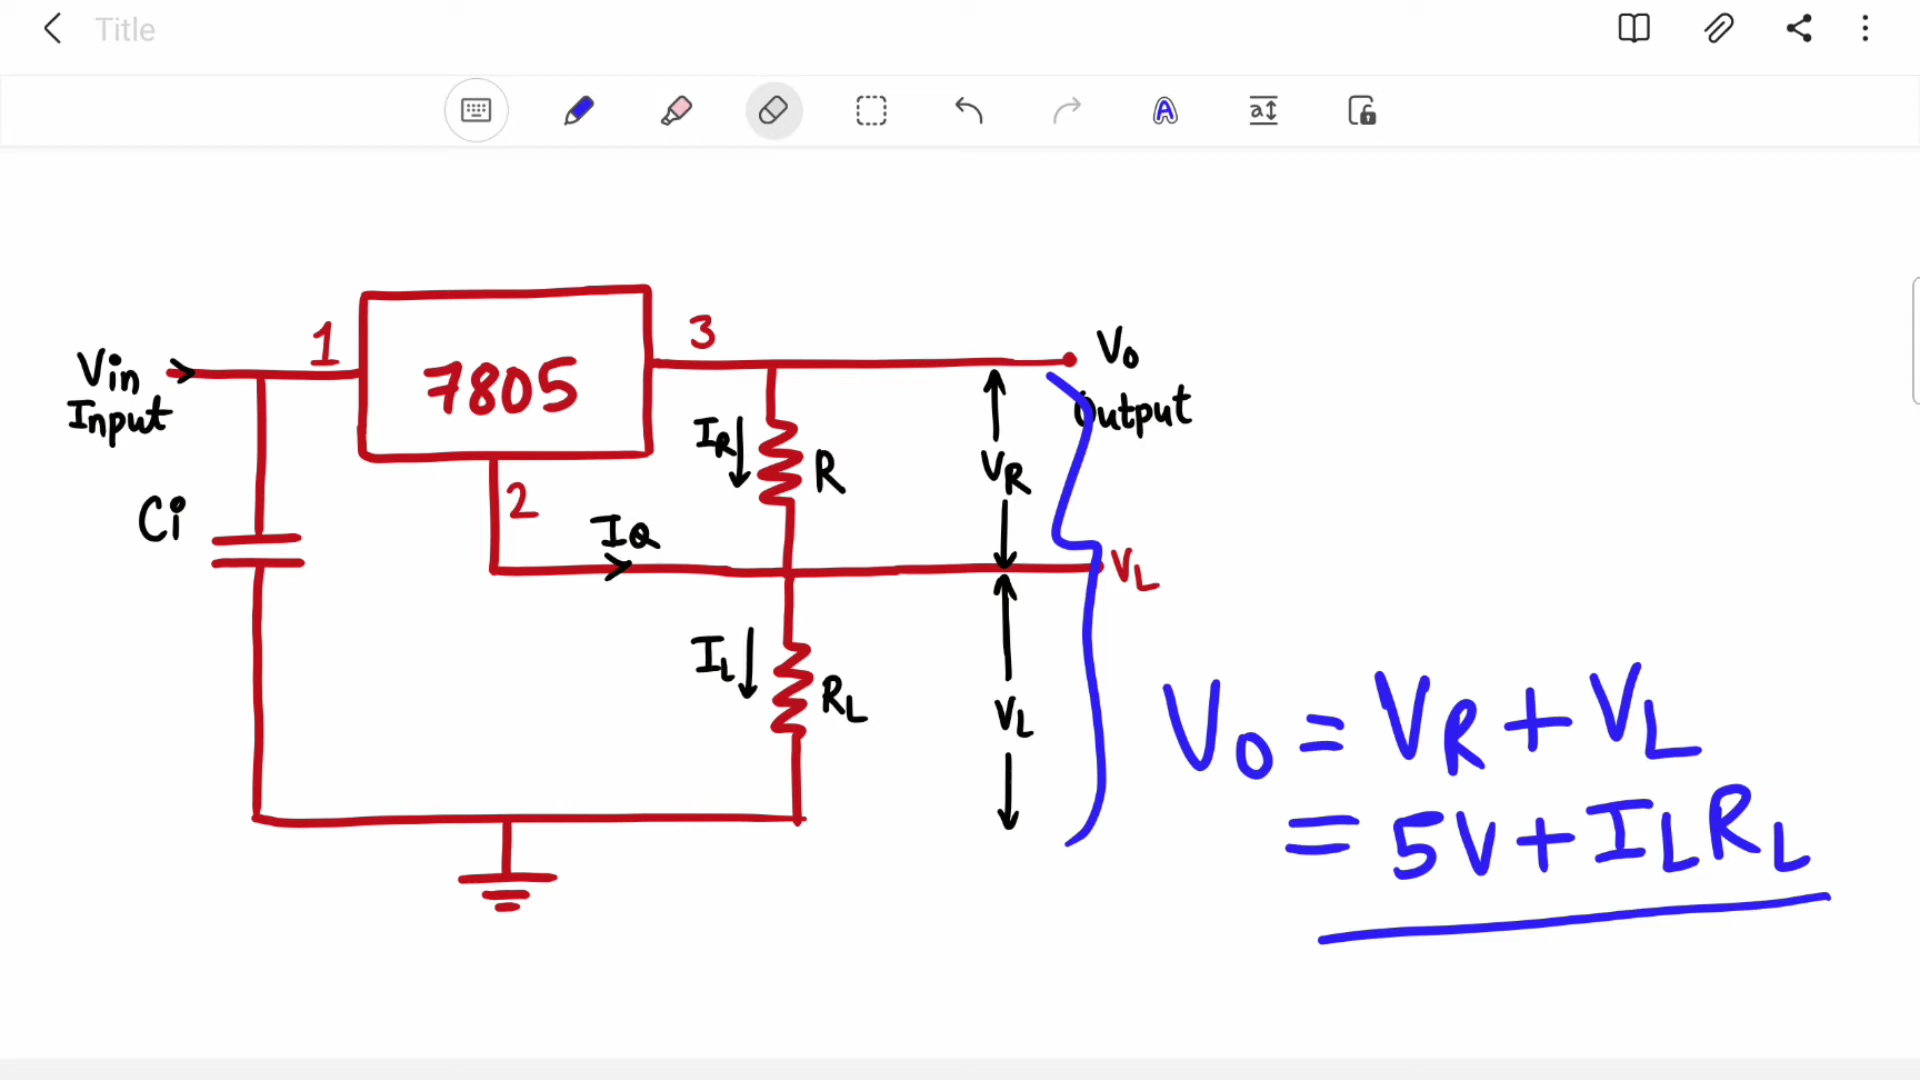 Title
a
A
1
3
Vin
Input
7805
Vo
Output
IR
R
VR
Ci
2
IQ
VL
IL
RL
VL
Vo = VR + VL
= 5V + ILRL